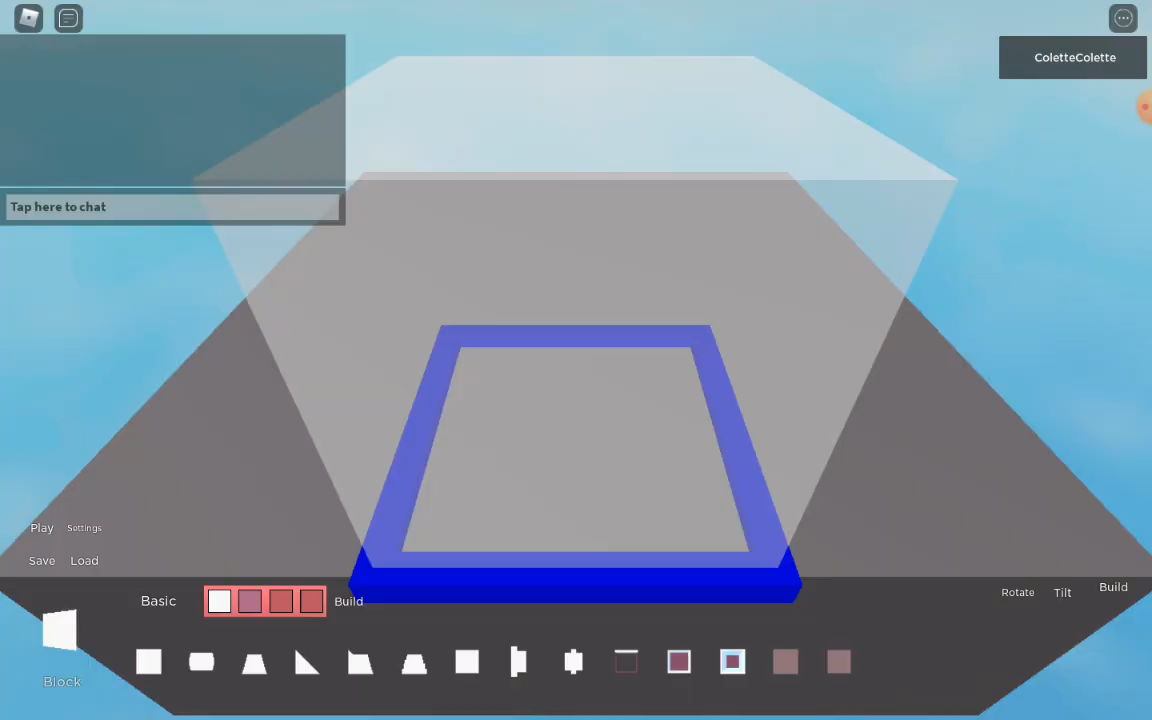 ColetteColette
Tap here to chat
Play Settings
Save Load
Basic Build
Rotate Tilt Build
Block